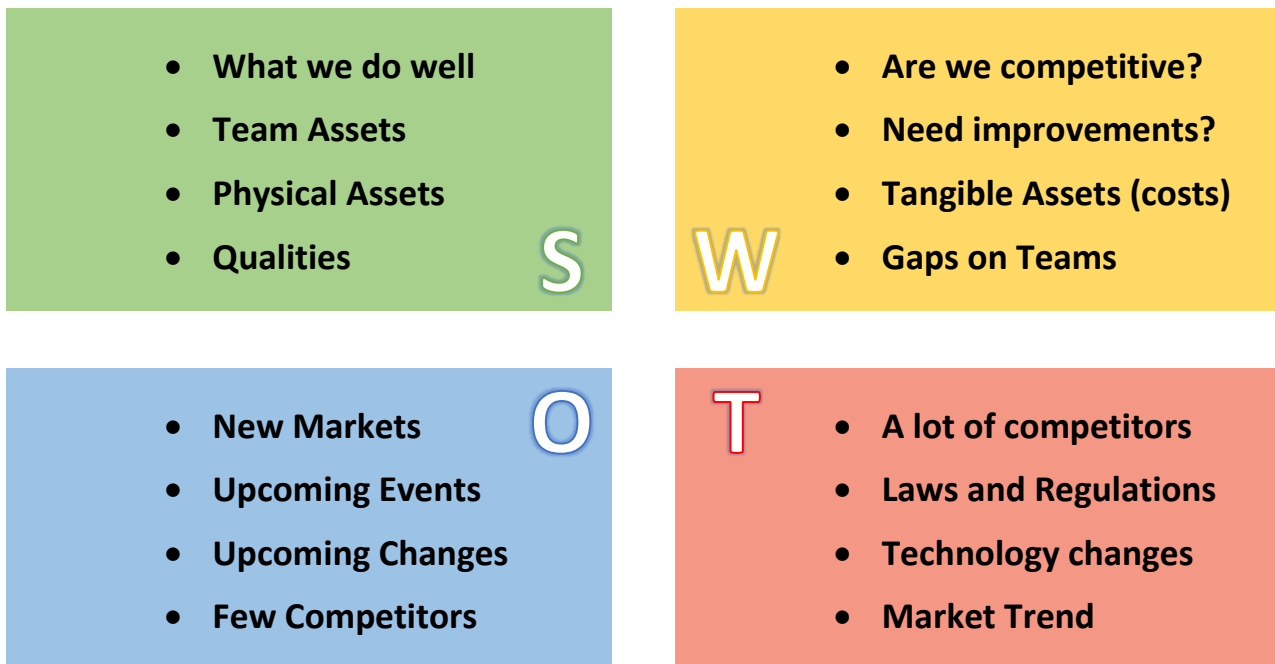 • What we do well
• Team Assets
• Physical Assets
• Qualities
S
• Are we competitive?
• Need improvements?
• Tangible Assets (costs)
• Gaps on Teams
W
• New Markets
• Upcoming Events
• Upcoming Changes
• Few Competitors
O
• A lot of competitors
• Laws and Regulations
• Technology changes
• Market Trend
T